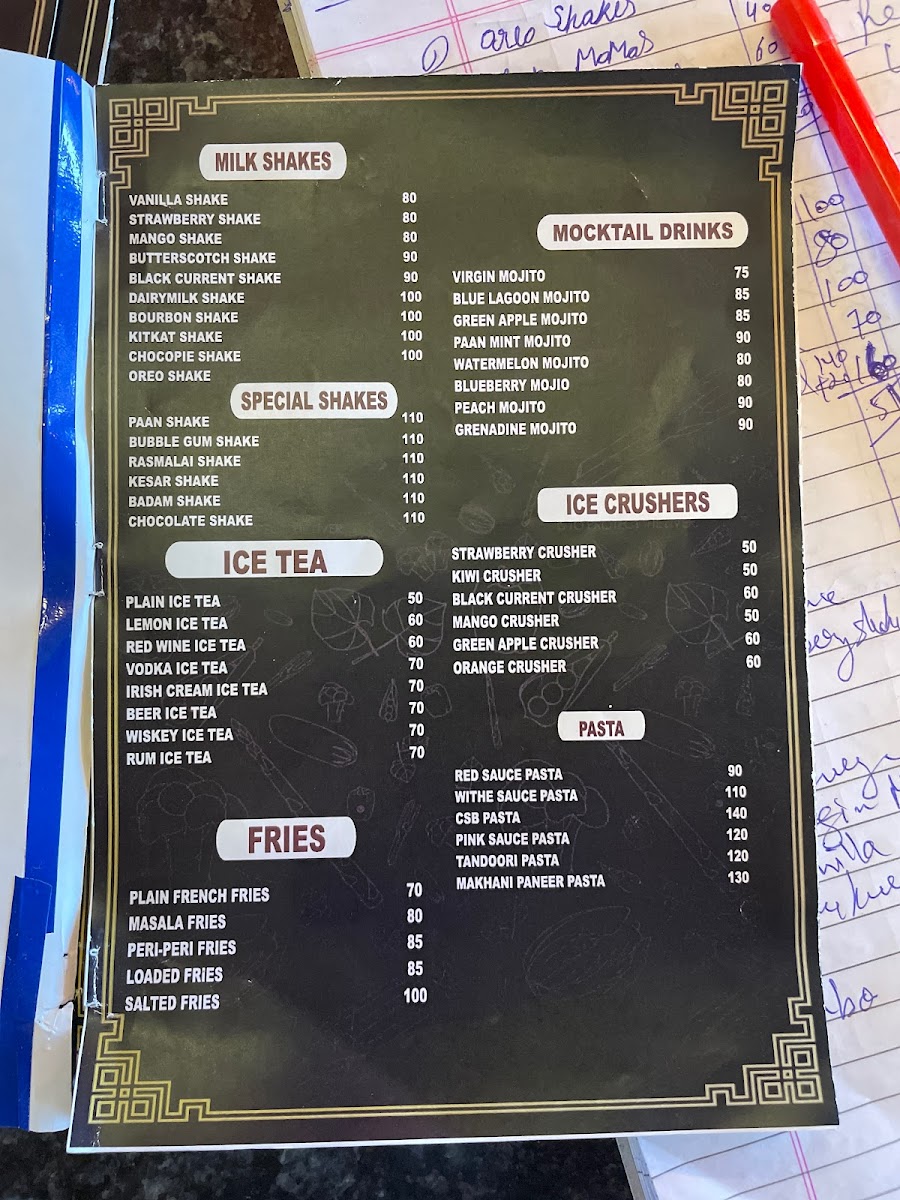 ① oreo Shakes 40
MoMos 60
MILK SHAKES
VANILLA SHAKE 80
STRAWBERRY SHAKE 80
MANGO SHAKE 80
BUTTERSCOTCH SHAKE 90
BLACK CURRENT SHAKE 90
DAIRYMILK SHAKE 100
BOURBON SHAKE 100
KITKAT SHAKE 100
CHOCOPIE SHAKE 100
OREO SHAKE
SPECIAL SHAKES
PAAN SHAKE 110
BUBBLE GUM SHAKE 110
RASMALAI SHAKE 110
KESAR SHAKE 110
BADAM SHAKE 110
CHOCOLATE SHAKE 110
ICE TEA
PLAIN ICE TEA 50
LEMON ICE TEA 60
RED WINE ICE TEA 60
VODKA ICE TEA 70
IRISH CREAM ICE TEA 70
BEER ICE TEA 70
WISKEY ICE TEA 70
RUM ICE TEA 70
FRIES
PLAIN FRENCH FRIES 70
MASALA FRIES 80
PERI-PERI FRIES 85
LOADED FRIES 85
SALTED FRIES 100
MOCKTAIL DRINKS
VIRGIN MOJITO 75
BLUE LAGOON MOJITO 85
GREEN APPLE MOJITO 85
PAAN MINT MOJITO 90
WATERMELON MOJITO 80
BLUEBERRY MOJIO 80
PEACH MOJITO 90
GRENADINE MOJITO 90
ICE CRUSHERS
STRAWBERRY CRUSHER 50
KIWI CRUSHER 50
BLACK CURRENT CRUSHER 60
MANGO CRUSHER 50
GREEN APPLE CRUSHER 60
ORANGE CRUSHER 60
PASTA
RED SAUCE PASTA 90
WITHE SAUCE PASTA 110
CSB PASTA 140
PINK SAUCE PASTA 120
TANDOORI PASTA 120
MAKHANI PANEER PASTA 130
100
80
100
70